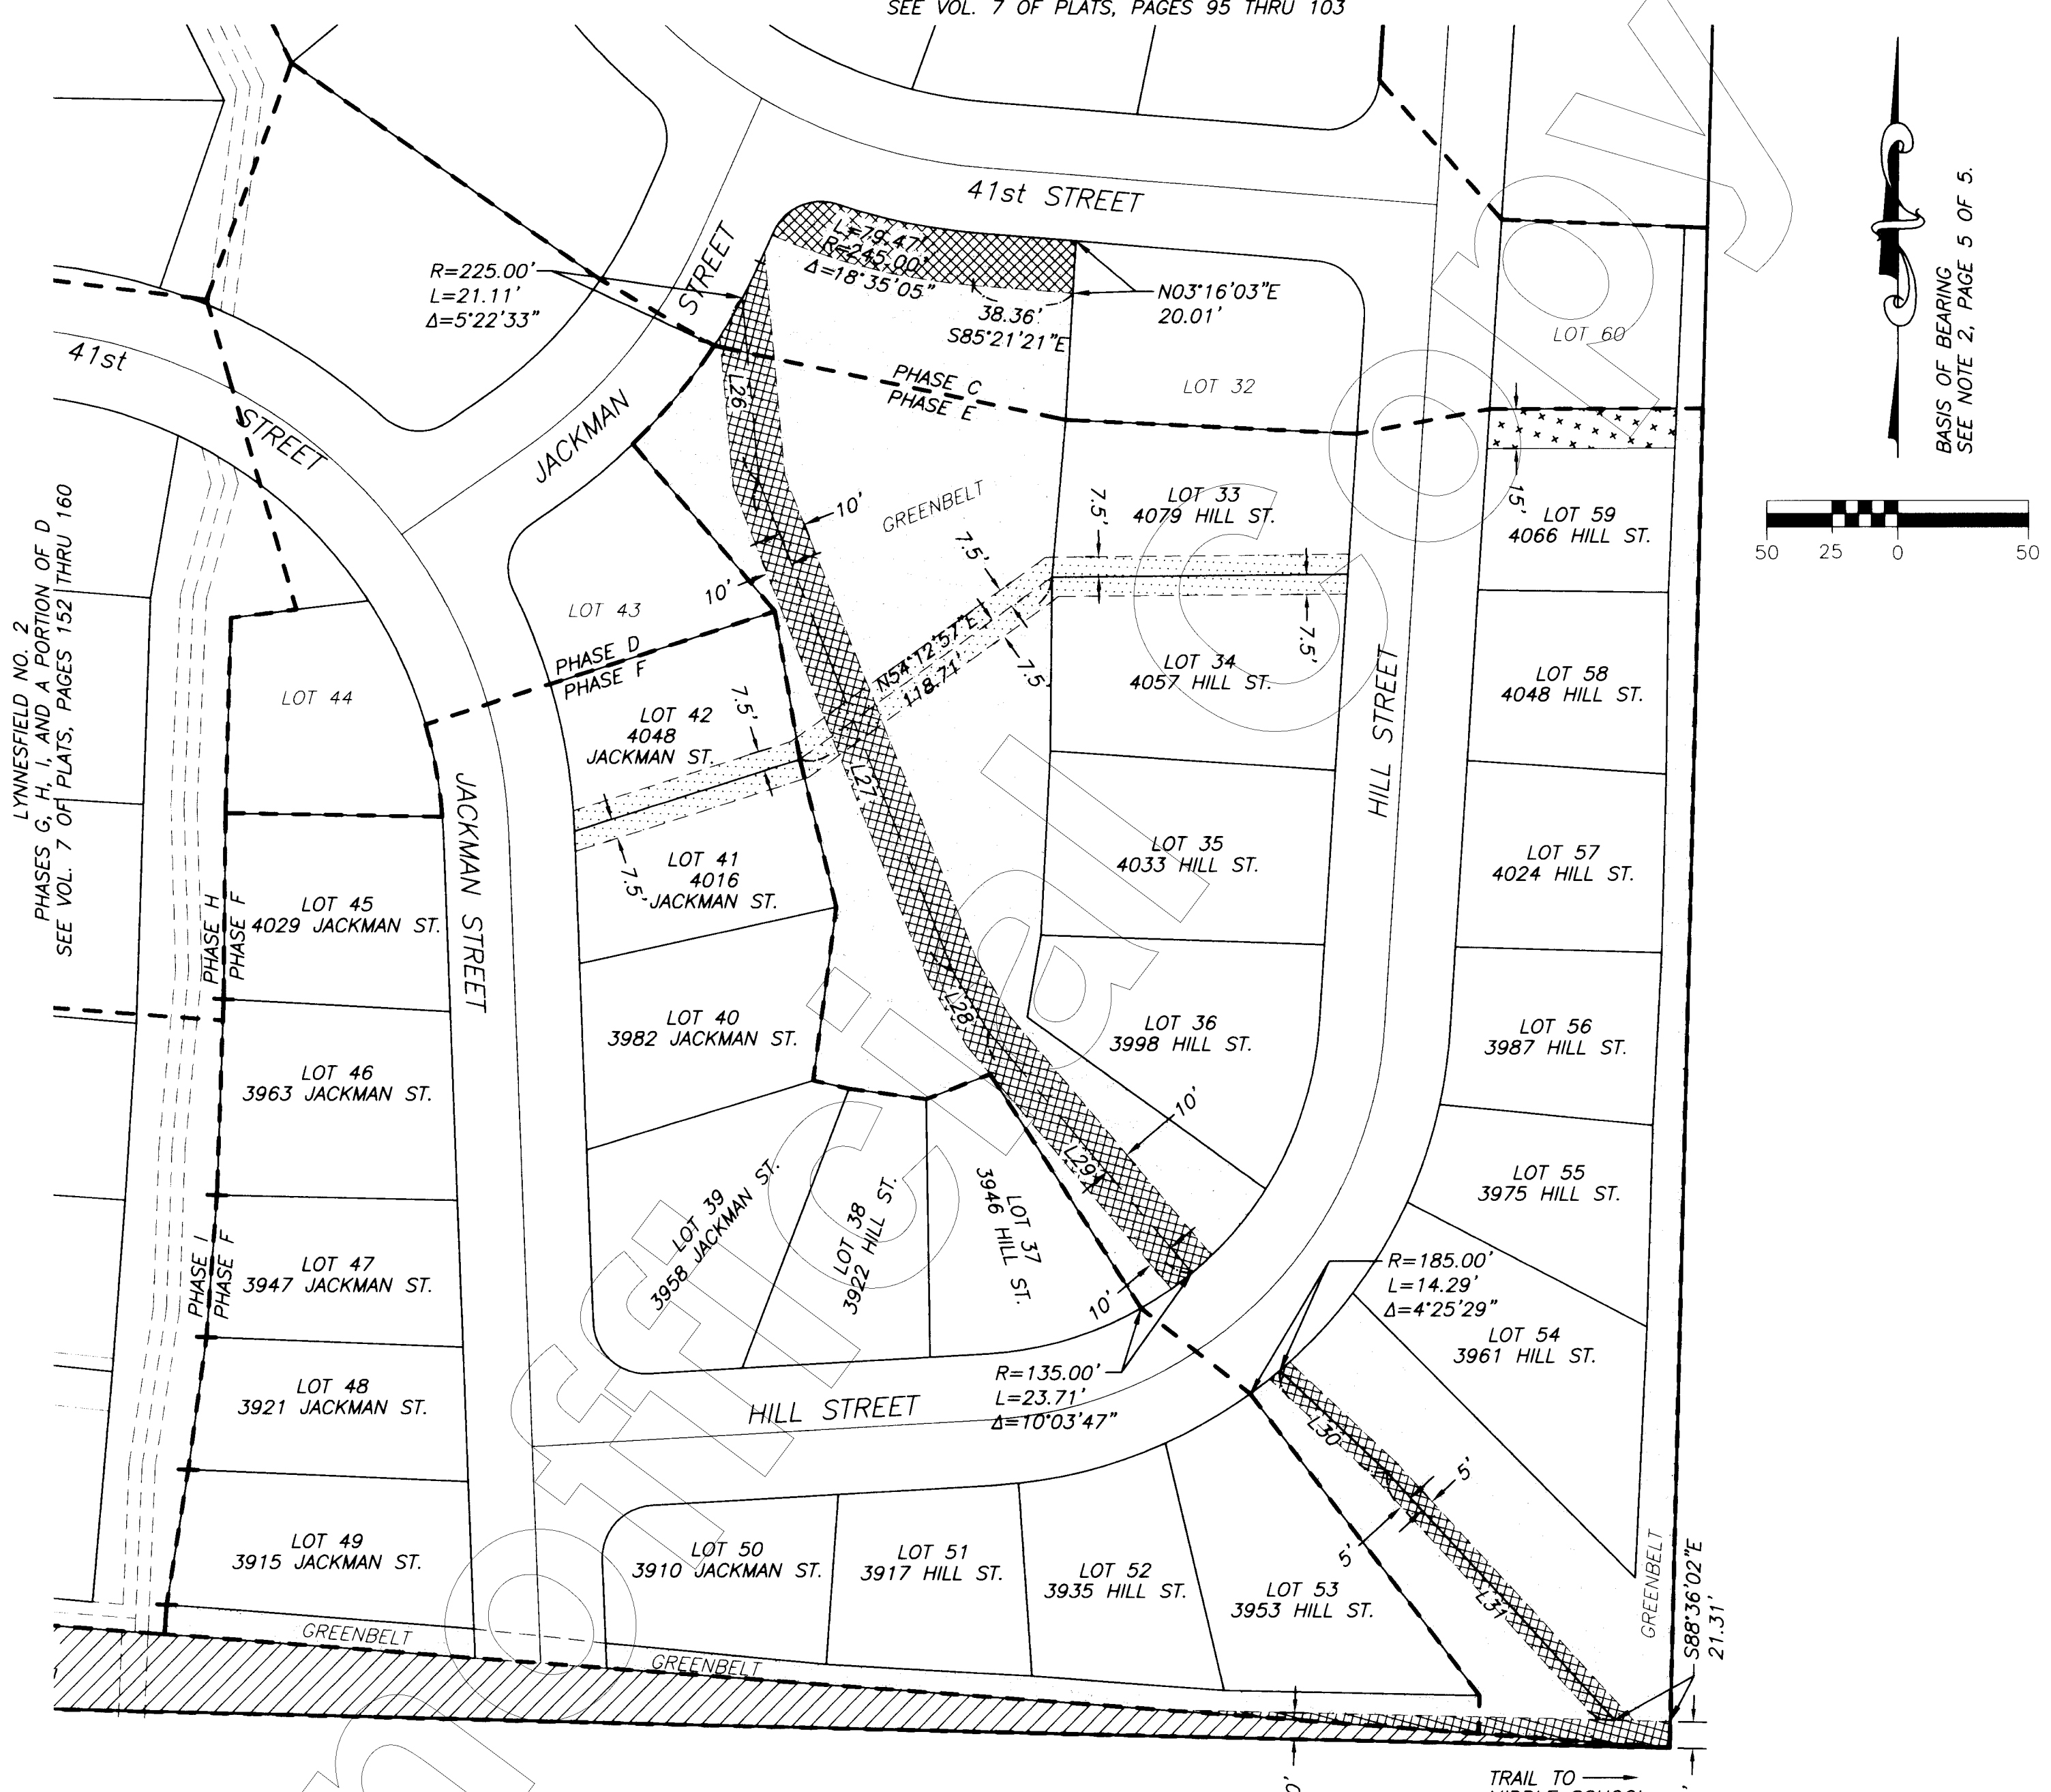 SEE VOL. 7 OF PLATS, PAGES 95 THRU 103
41st STREET
L=79.47'
R=245.00'
Δ=18°35'05"
R=225.00'
L=21.11'
Δ=5°22'33"
STREET
N03°16'03"E
20.01'
38.36'
S85°21'21"E
LOT 60
BASIS OF BEARING
SEE NOTE 2, PAGE 5 OF 5.
41st
STREET
JACKMAN
L26
PHASE C
PHASE E
LOT 32
10'
GREENBELT
7.5'
LOT 33
4079 HILL ST.
15'
LOT 59
4066 HILL ST.
50 25 0 50
LYNNESFIELD NO. 2
PHASES G, H, I, AND A PORTION OF D
SEE VOL. 7 OF PLATS, PAGES 152 THRU 160
7.5'
10'
LOT 43
PHASE D
PHASE F
N54°12'57"E
118.71'
7.5'
7.5'
LOT 34
4057 HILL ST.
HILL STREET
LOT 58
4048 HILL ST.
LOT 44
LOT 42
4048
JACKMAN ST.
7.5'
L27
JACKMAN STREET
LOT 41
4016
JACKMAN ST.
7.5'
LOT 35
4033 HILL ST.
LOT 57
4024 HILL ST.
PHASE H
PHASE F
LOT 45
4029 JACKMAN ST.
LOT 40
3982 JACKMAN ST.
L28
LOT 36
3998 HILL ST.
LOT 56
3987 HILL ST.
LOT 46
3963 JACKMAN ST.
10'
L29
LOT 55
3975 HILL ST.
LOT 39
3958 JACKMAN ST.
LOT 38
3922 HILL ST.
LOT 37
3946 HILL ST.
PHASE I
PHASE F
LOT 47
3947 JACKMAN ST.
10'
R=185.00'
L=14.29'
Δ=4°25'29"
LOT 54
3961 HILL ST.
R=135.00'
L=23.71'
Δ=10°03'47"
LOT 48
3921 JACKMAN ST.
HILL STREET
L30
5'
5'
LOT 49
3915 JACKMAN ST.
LOT 50
3910 JACKMAN ST.
LOT 51
3917 HILL ST.
LOT 52
3935 HILL ST.
LOT 53
3953 HILL ST.
L31
GREENBELT
S88°36'02"E
21.31'
GREENBELT
GREENBELT
TRAIL TO
Unofficial Copy